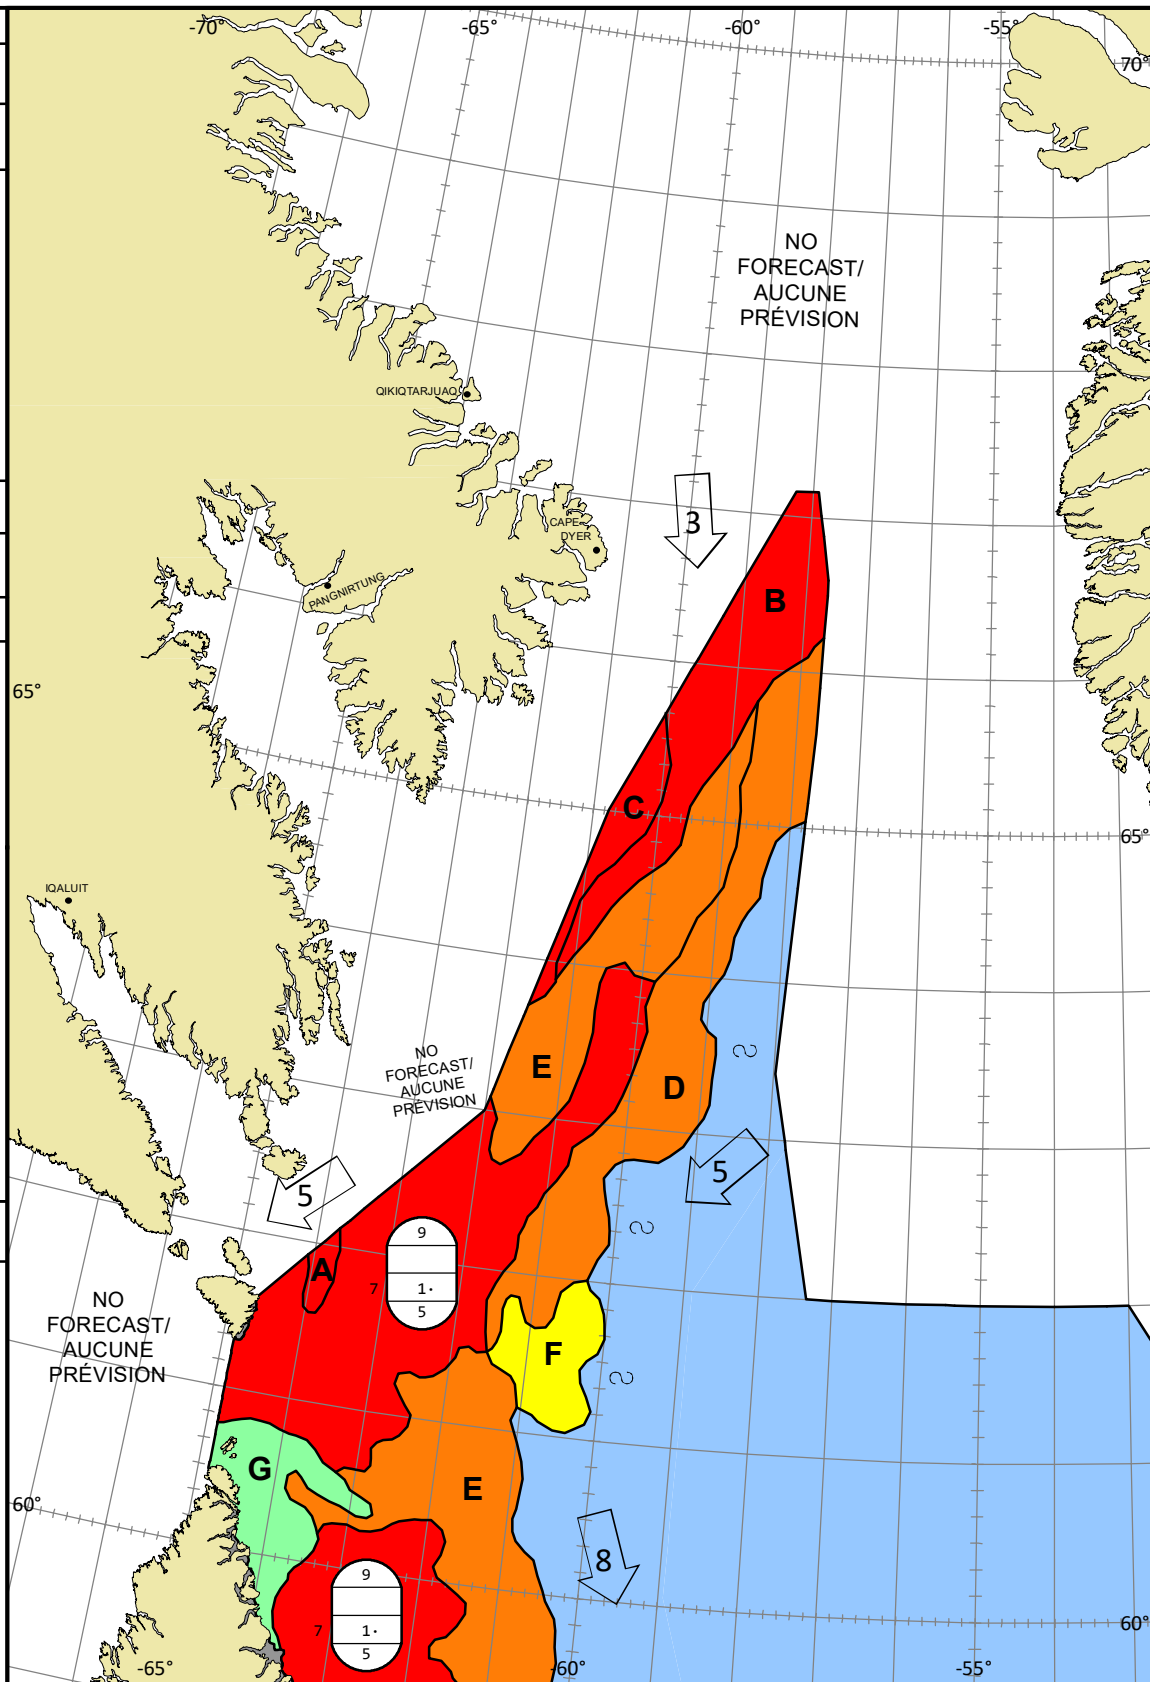 -70°
-65°
-60°
-55°
70°
NO
FORECAST/
AUCUNE
PRÉVISION
QIKIQTARJUAQ
3
CAPE
DYER
PANGNIRTUNG
B
65°
C
65°
IQALUIT
NO
FORECAST/
AUCUNE
PRÉVISION
E
D
5
5
A
9
7
1·
5
NO
FORECAST/
AUCUNE
PRÉVISION
F
G
E
60°
8
9
7
1·
5
60°
-65°
-60°
-55°